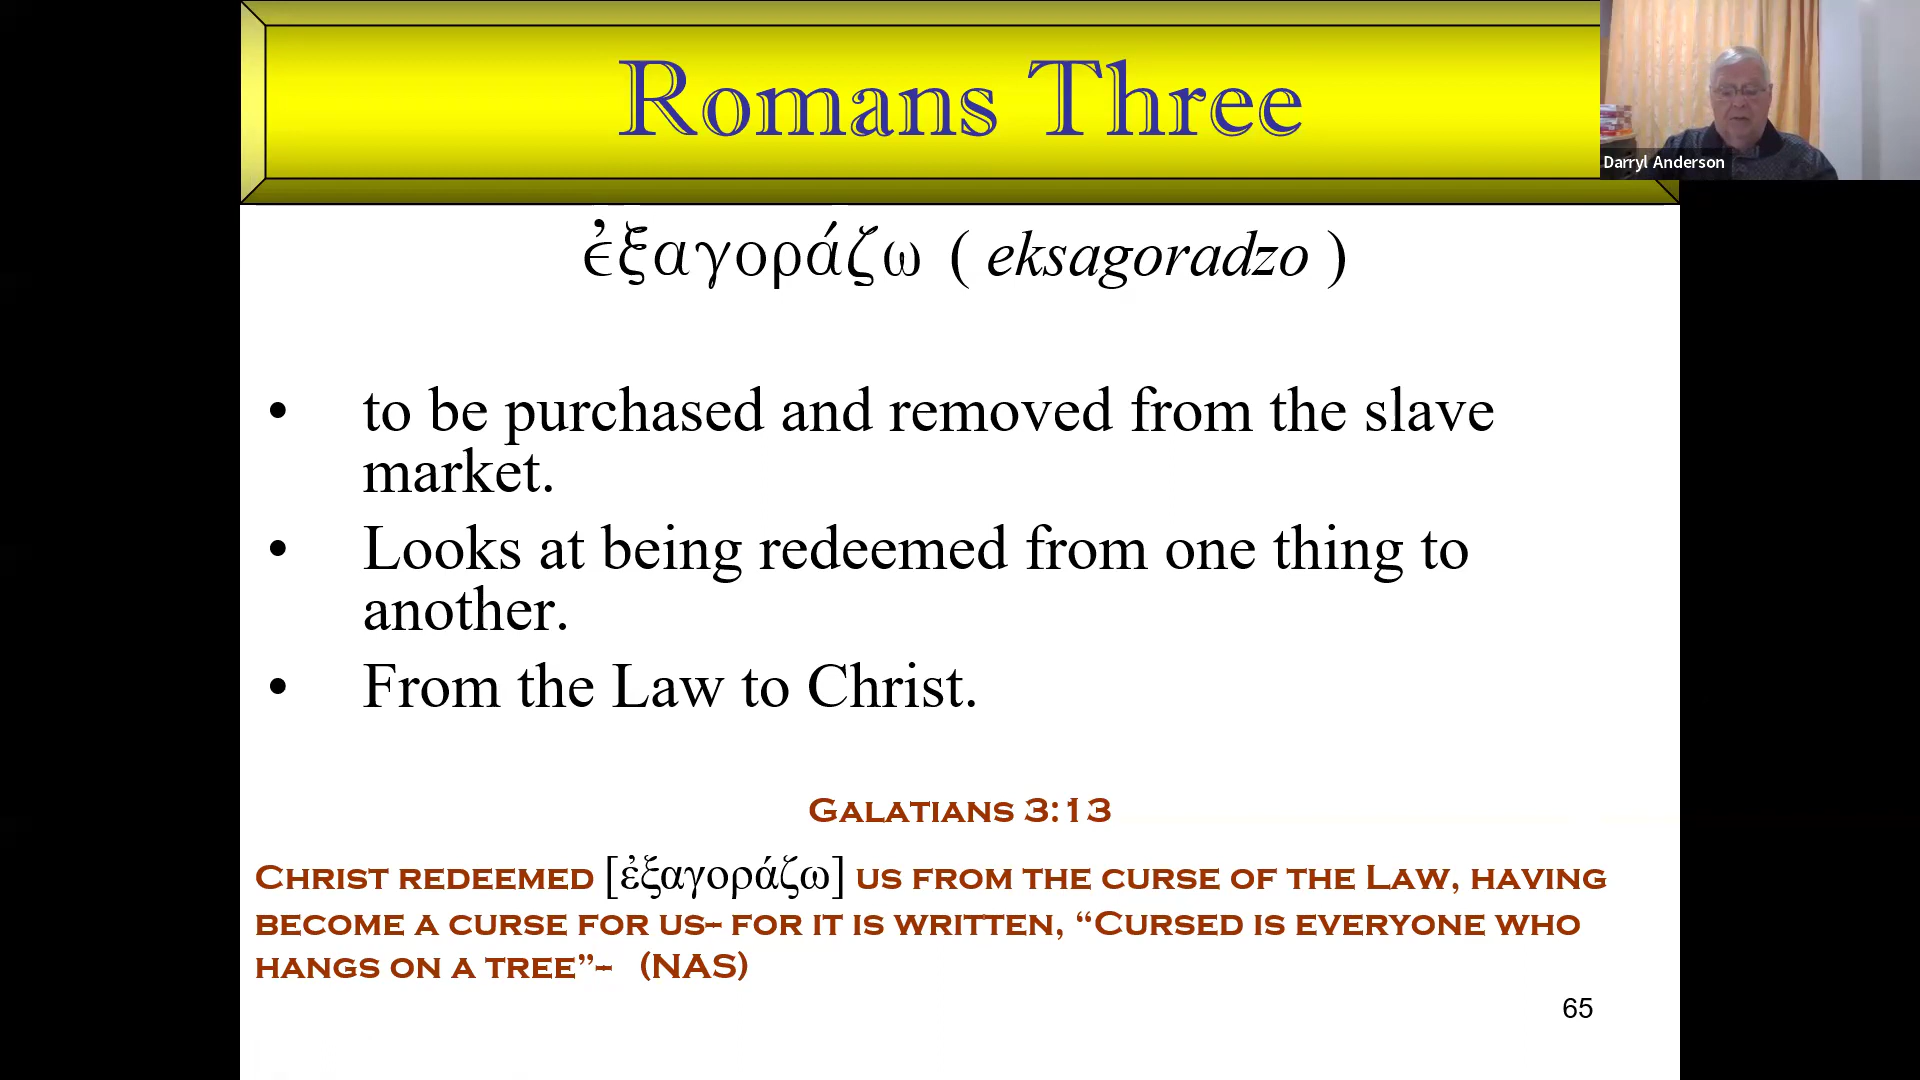 Romans Three
Darryl Anderson
ἐξαγοράζω ( eksagoradzo )
• to be purchased and removed from the slave
market.
• Looks at being redeemed from one thing to
another.
• From the Law to Christ.
Galatians 3:13
Christ redeemed [ἐξαγοράζω] us from the curse of the Law, having
become a curse for us-- for it is written, “Cursed is everyone who
hangs on a tree”-- (NAS)
65